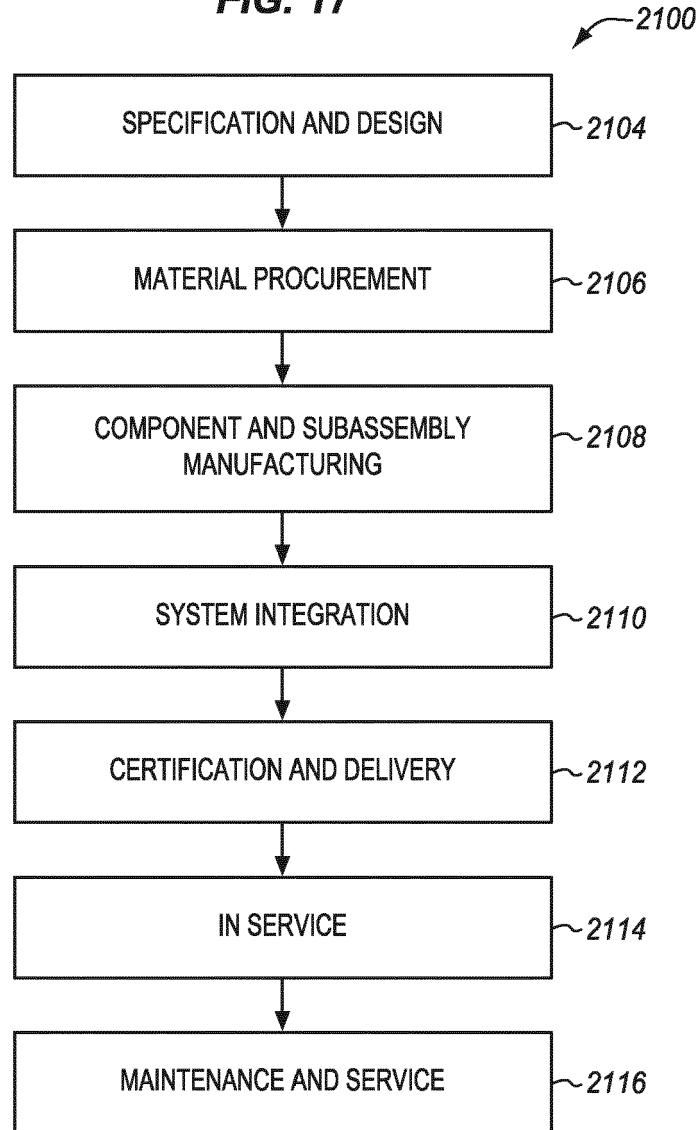 FIG. 17
2100
SPECIFICATION AND DESIGN
2104
MATERIAL PROCUREMENT
2106
COMPONENT AND SUBASSEMBLY
MANUFACTURING
2108
SYSTEM INTEGRATION
2110
CERTIFICATION AND DELIVERY
2112
IN SERVICE
2114
MAINTENANCE AND SERVICE
2116